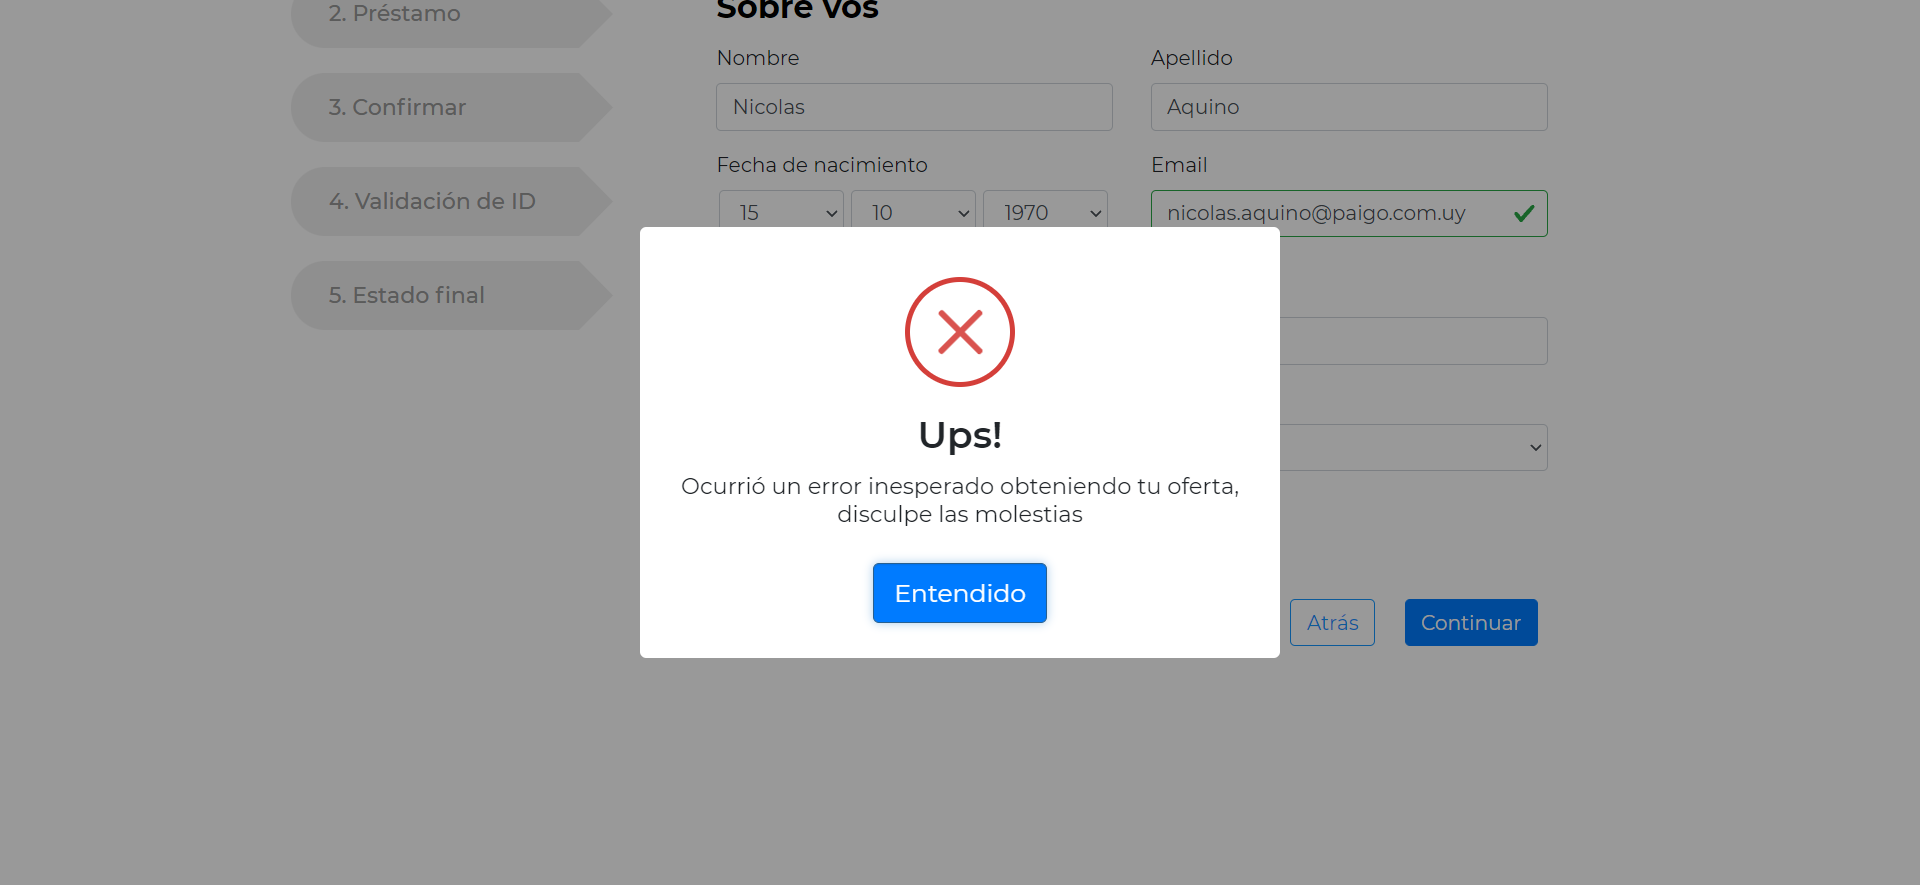 2. Préstamo
3. Confirmar
4. Validación de ID
5. Estado final
Sobre vos
Nombre
Apellido
Nicolas
Aquino
Fecha de nacimiento
Email
15
10
1970
nicolas.aquino@paigo.com.uy
Ups!
Ocurrió un error inesperado obteniendo tu oferta,
disculpe las molestias
Entendido
Atrás
Continuar